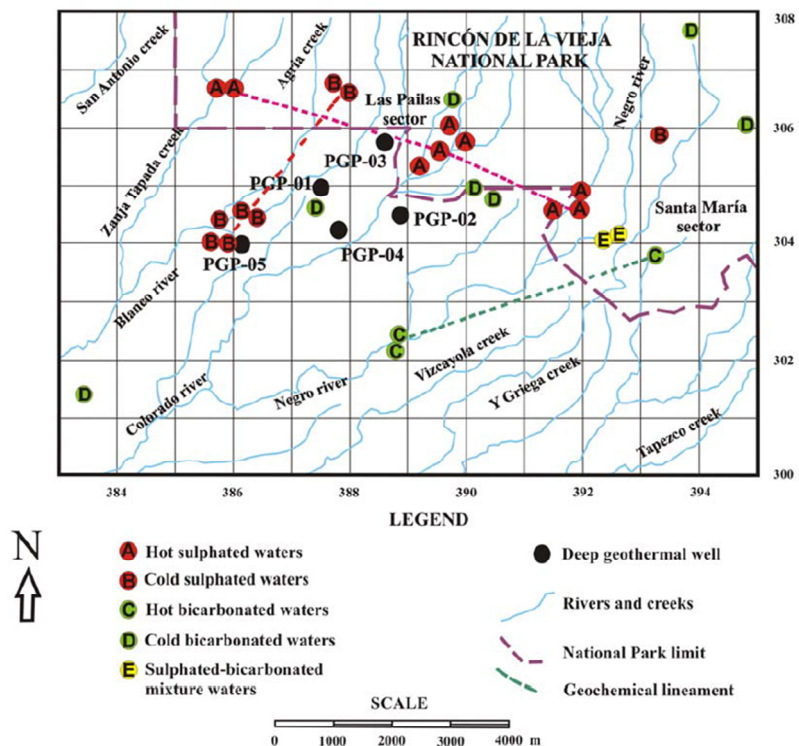 308
306
304
302
300
384
386
388
390
392
394
San Antonio creek
Agria creek
RINCÓN DE LA VIEJA
NATIONAL PARK
Negro river
D
A A
B
B
Las Pailas
sector
D
A
A
A
A
B
D
Zanja Tapada creek
PGP-03
PGP-01
D
D
D
A
A
A
B
B
B
B
B
PGP-05
PGP-02
PGP-04
Santa María
sector
E
E
C
Blanco river
C
C
D
Vizcayola creek
Y Griega creek
Colorado river
Negro river
Tapezco creek
LEGEND
N
A Hot sulphated waters
B Cold sulphated waters
C Hot bicarbonated waters
D Cold bicarbonated waters
E Sulphated-bicarbonated
mixture waters
Deep geothermal well
Rivers and creeks
National Park limit
Geochemical lineament
SCALE
0 1000 2000 3000 4000 m